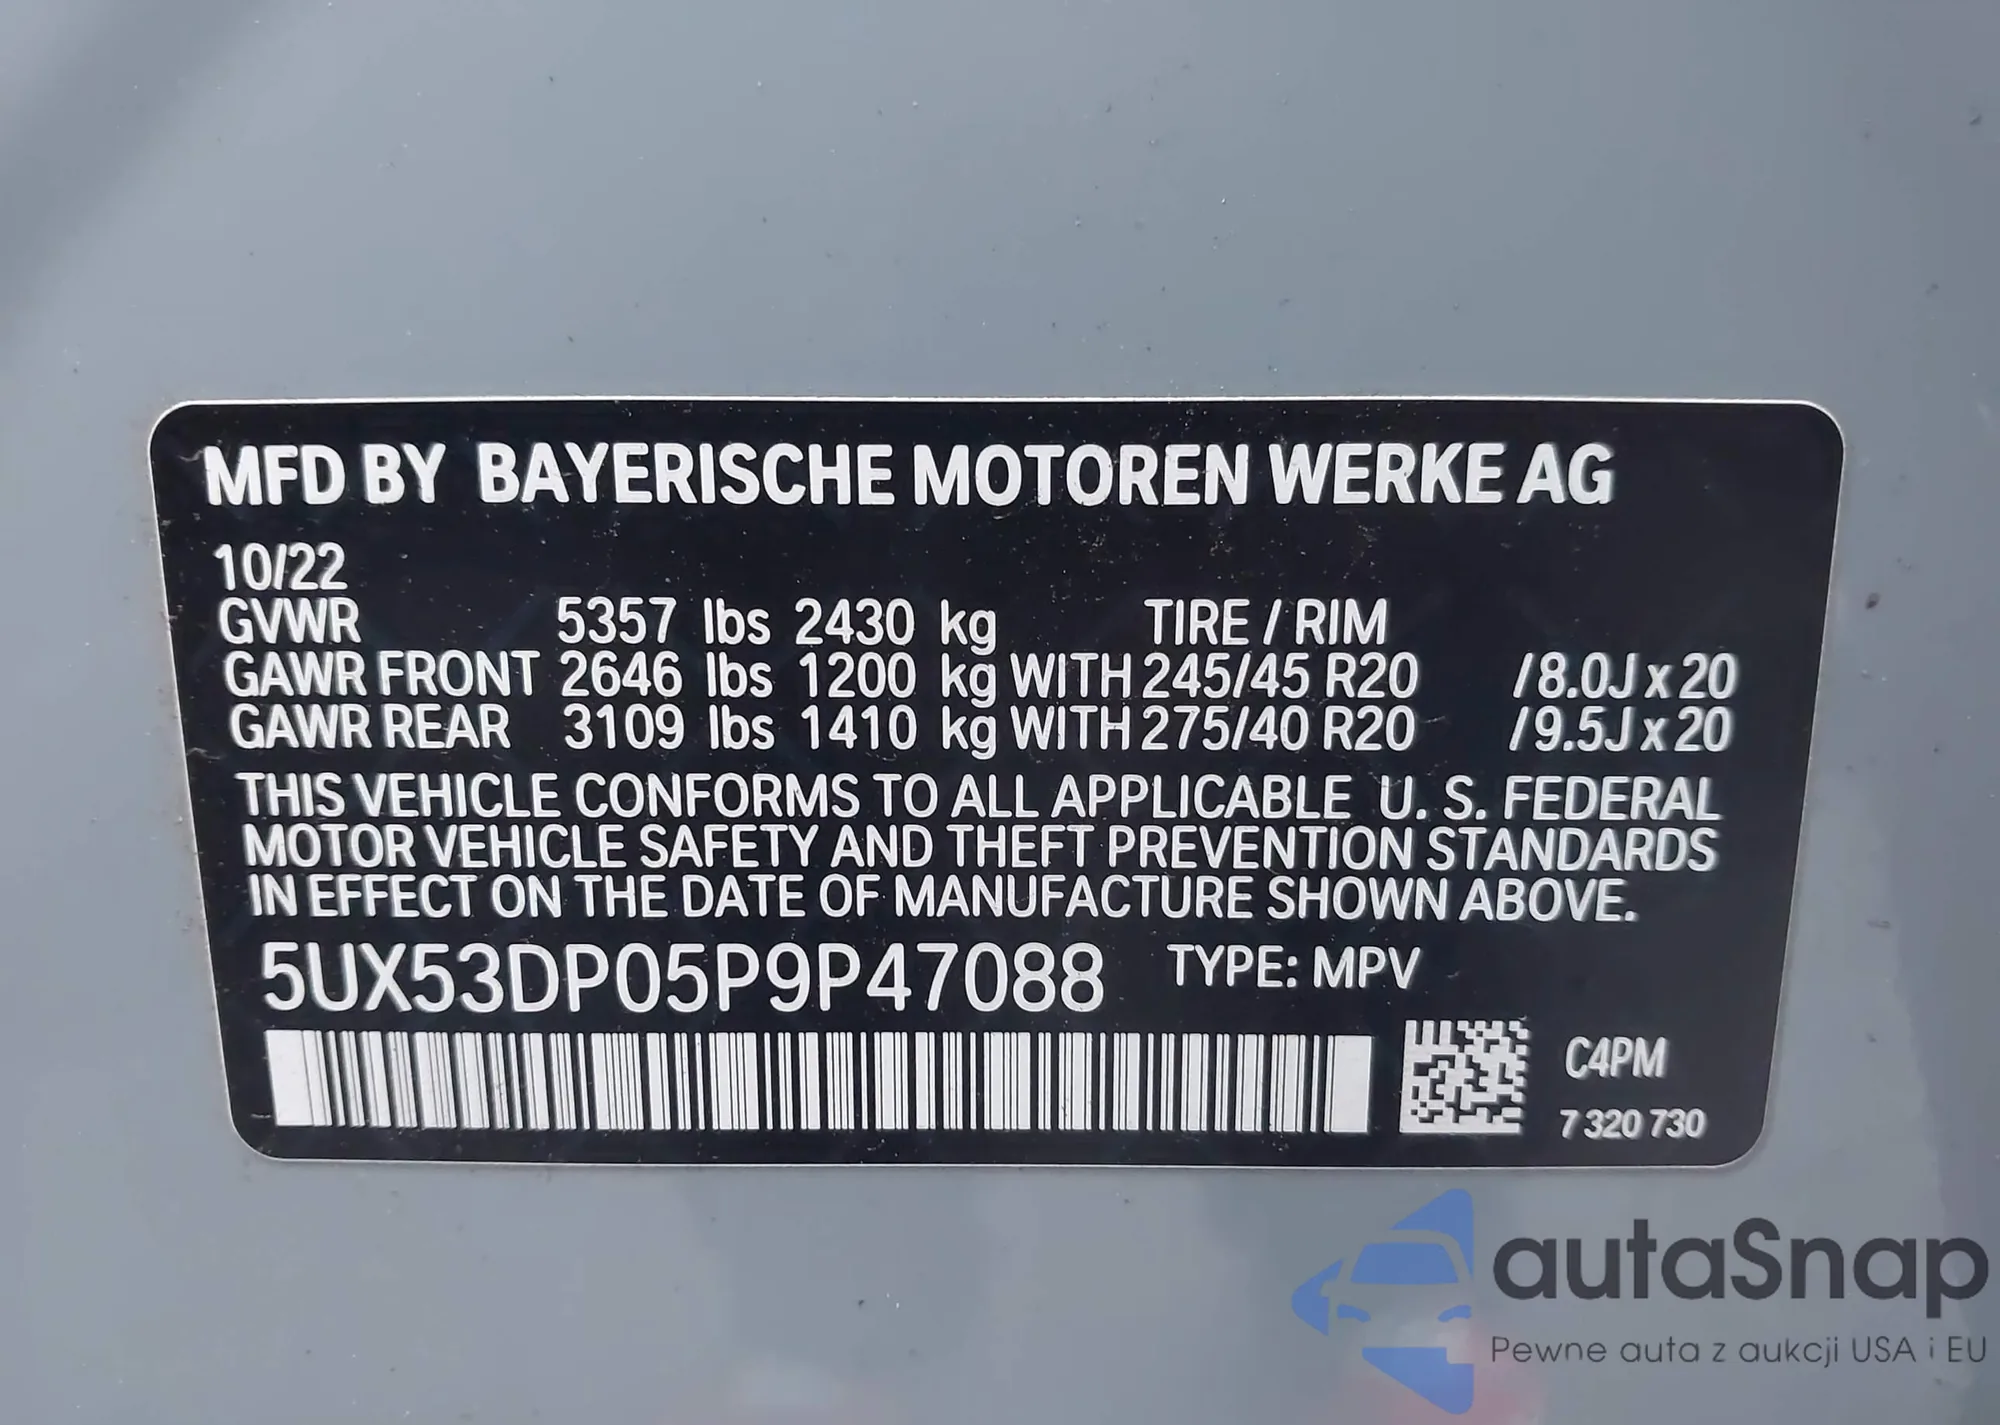 MFD BY BAYERISCHE MOTOREN WERKE AG
10/22
GVWR 5357 lbs 2430 kg TIRE / RIM
GAWR FRONT 2646 lbs 1200 kg WITH 245/45 R20 /8.0J x 20
GAWR REAR 3109 lbs 1410 kg WITH 275/40 R20 /9.5J x 20
THIS VEHICLE CONFORMS TO ALL APPLICABLE U. S. FEDERAL
MOTOR VEHICLE SAFETY AND THEFT PREVENTION STANDARDS
IN EFFECT ON THE DATE OF MANUFACTURE SHOWN ABOVE.
5UX53DP05P9P47088 TYPE: MPV
C4PM
7 320 730
autaSnap
Pewne auta z aukcji USA i EU